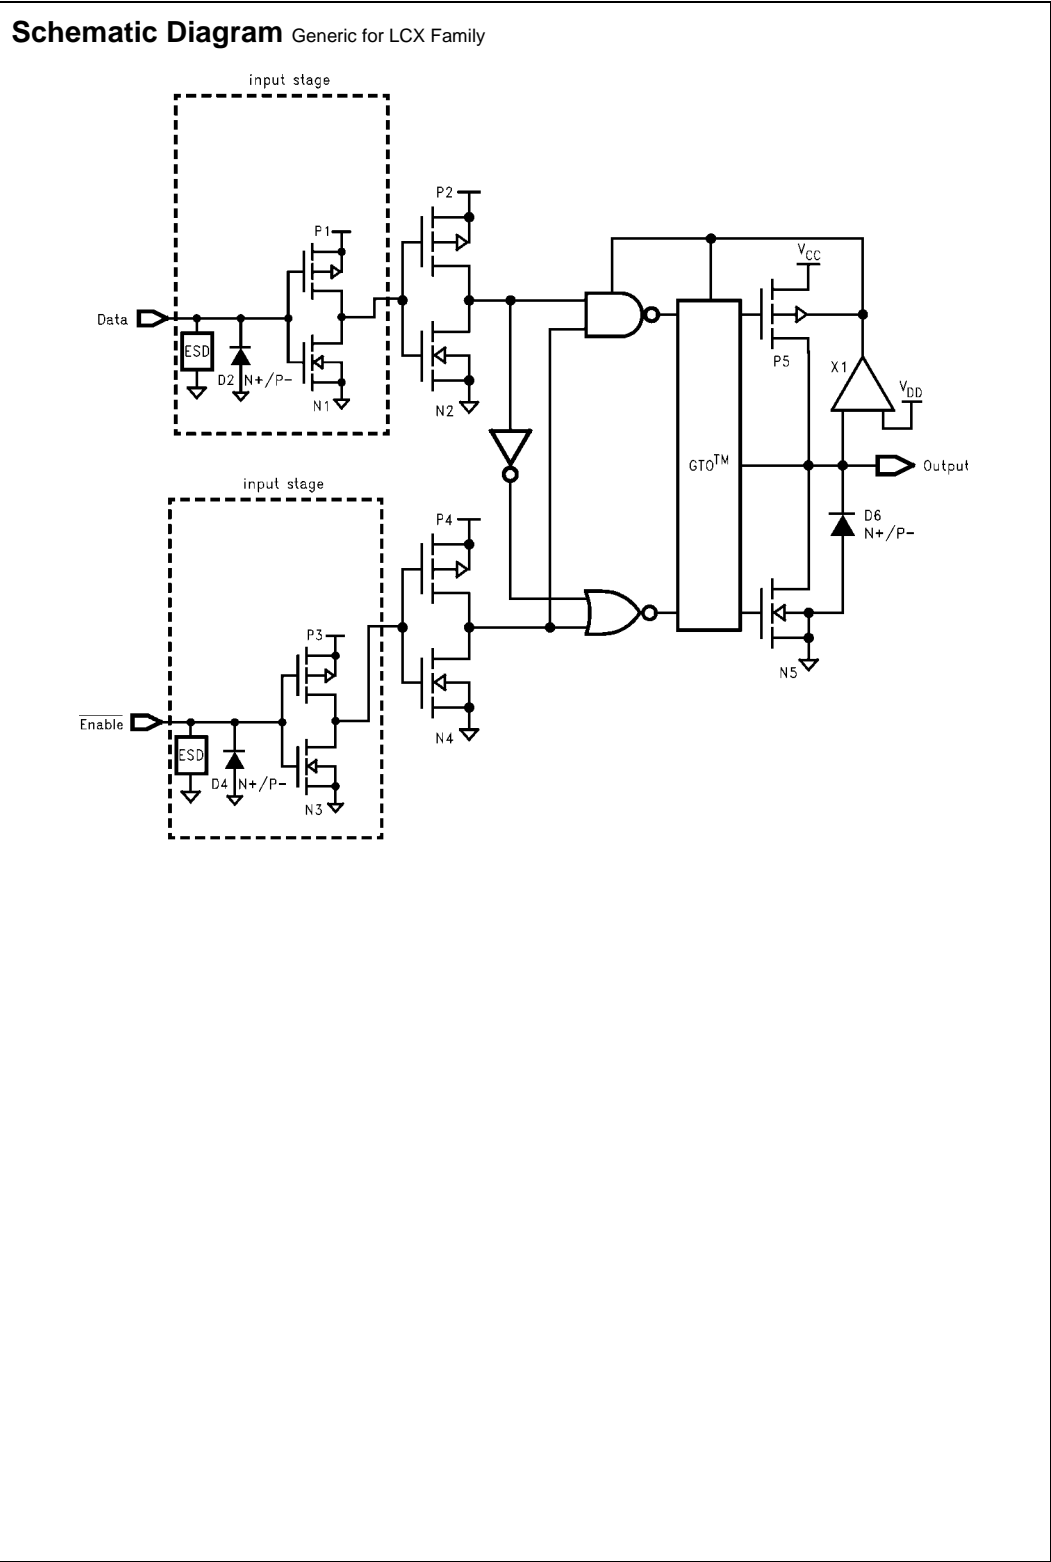 Schematic Diagram Generic for LCX Family
input stage
P2
P1
VCC
Data
ESD
D2 N+/P−
N1
N2
P5
X1
VDD
GTO™
Output
input stage
P4
D6
N+/P−
P3
N5
Enable
ESD
D4 N+/P−
N3
N4